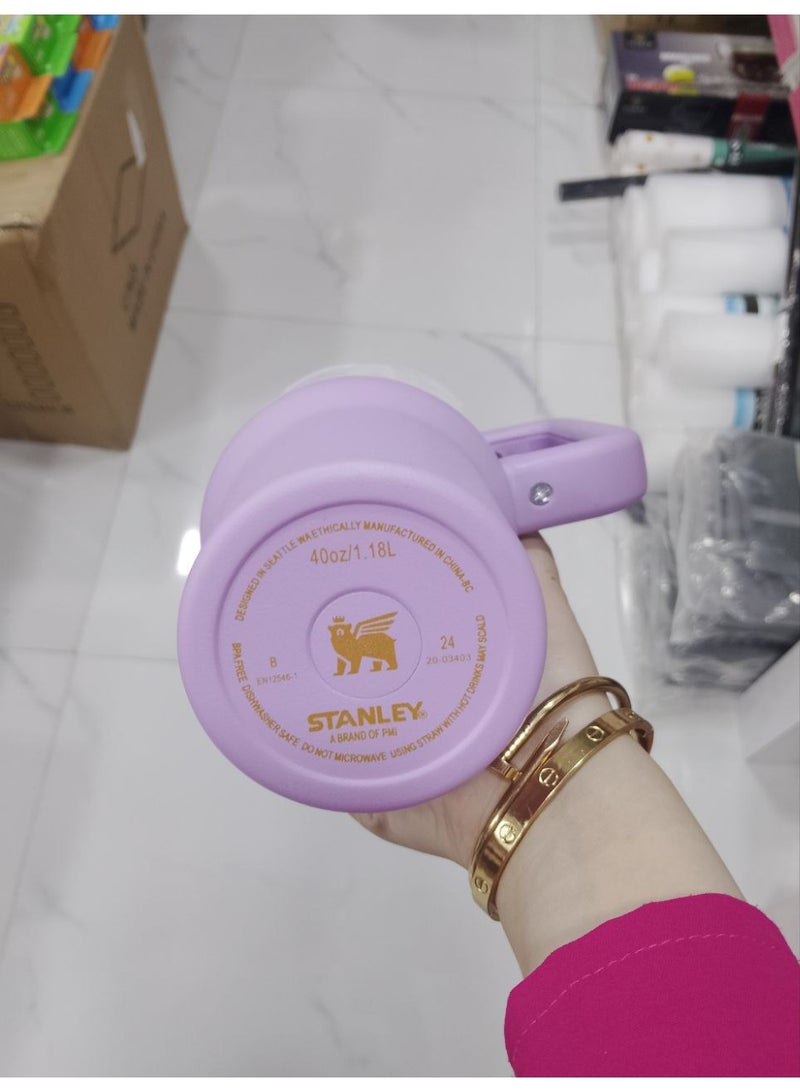 DESIGNED IN SEATTLE WA ETHICALLY MANUFACTURED IN CHINA-8C
40oz/1.18L
B
EN12546-1
24
20-03403
STANLEY®
A BRAND OF PMi
BPA FREE DISHWASHER SAFE DO NOT MICROWAVE USING STRAW WITH HOT DRINKS MAY SCALD